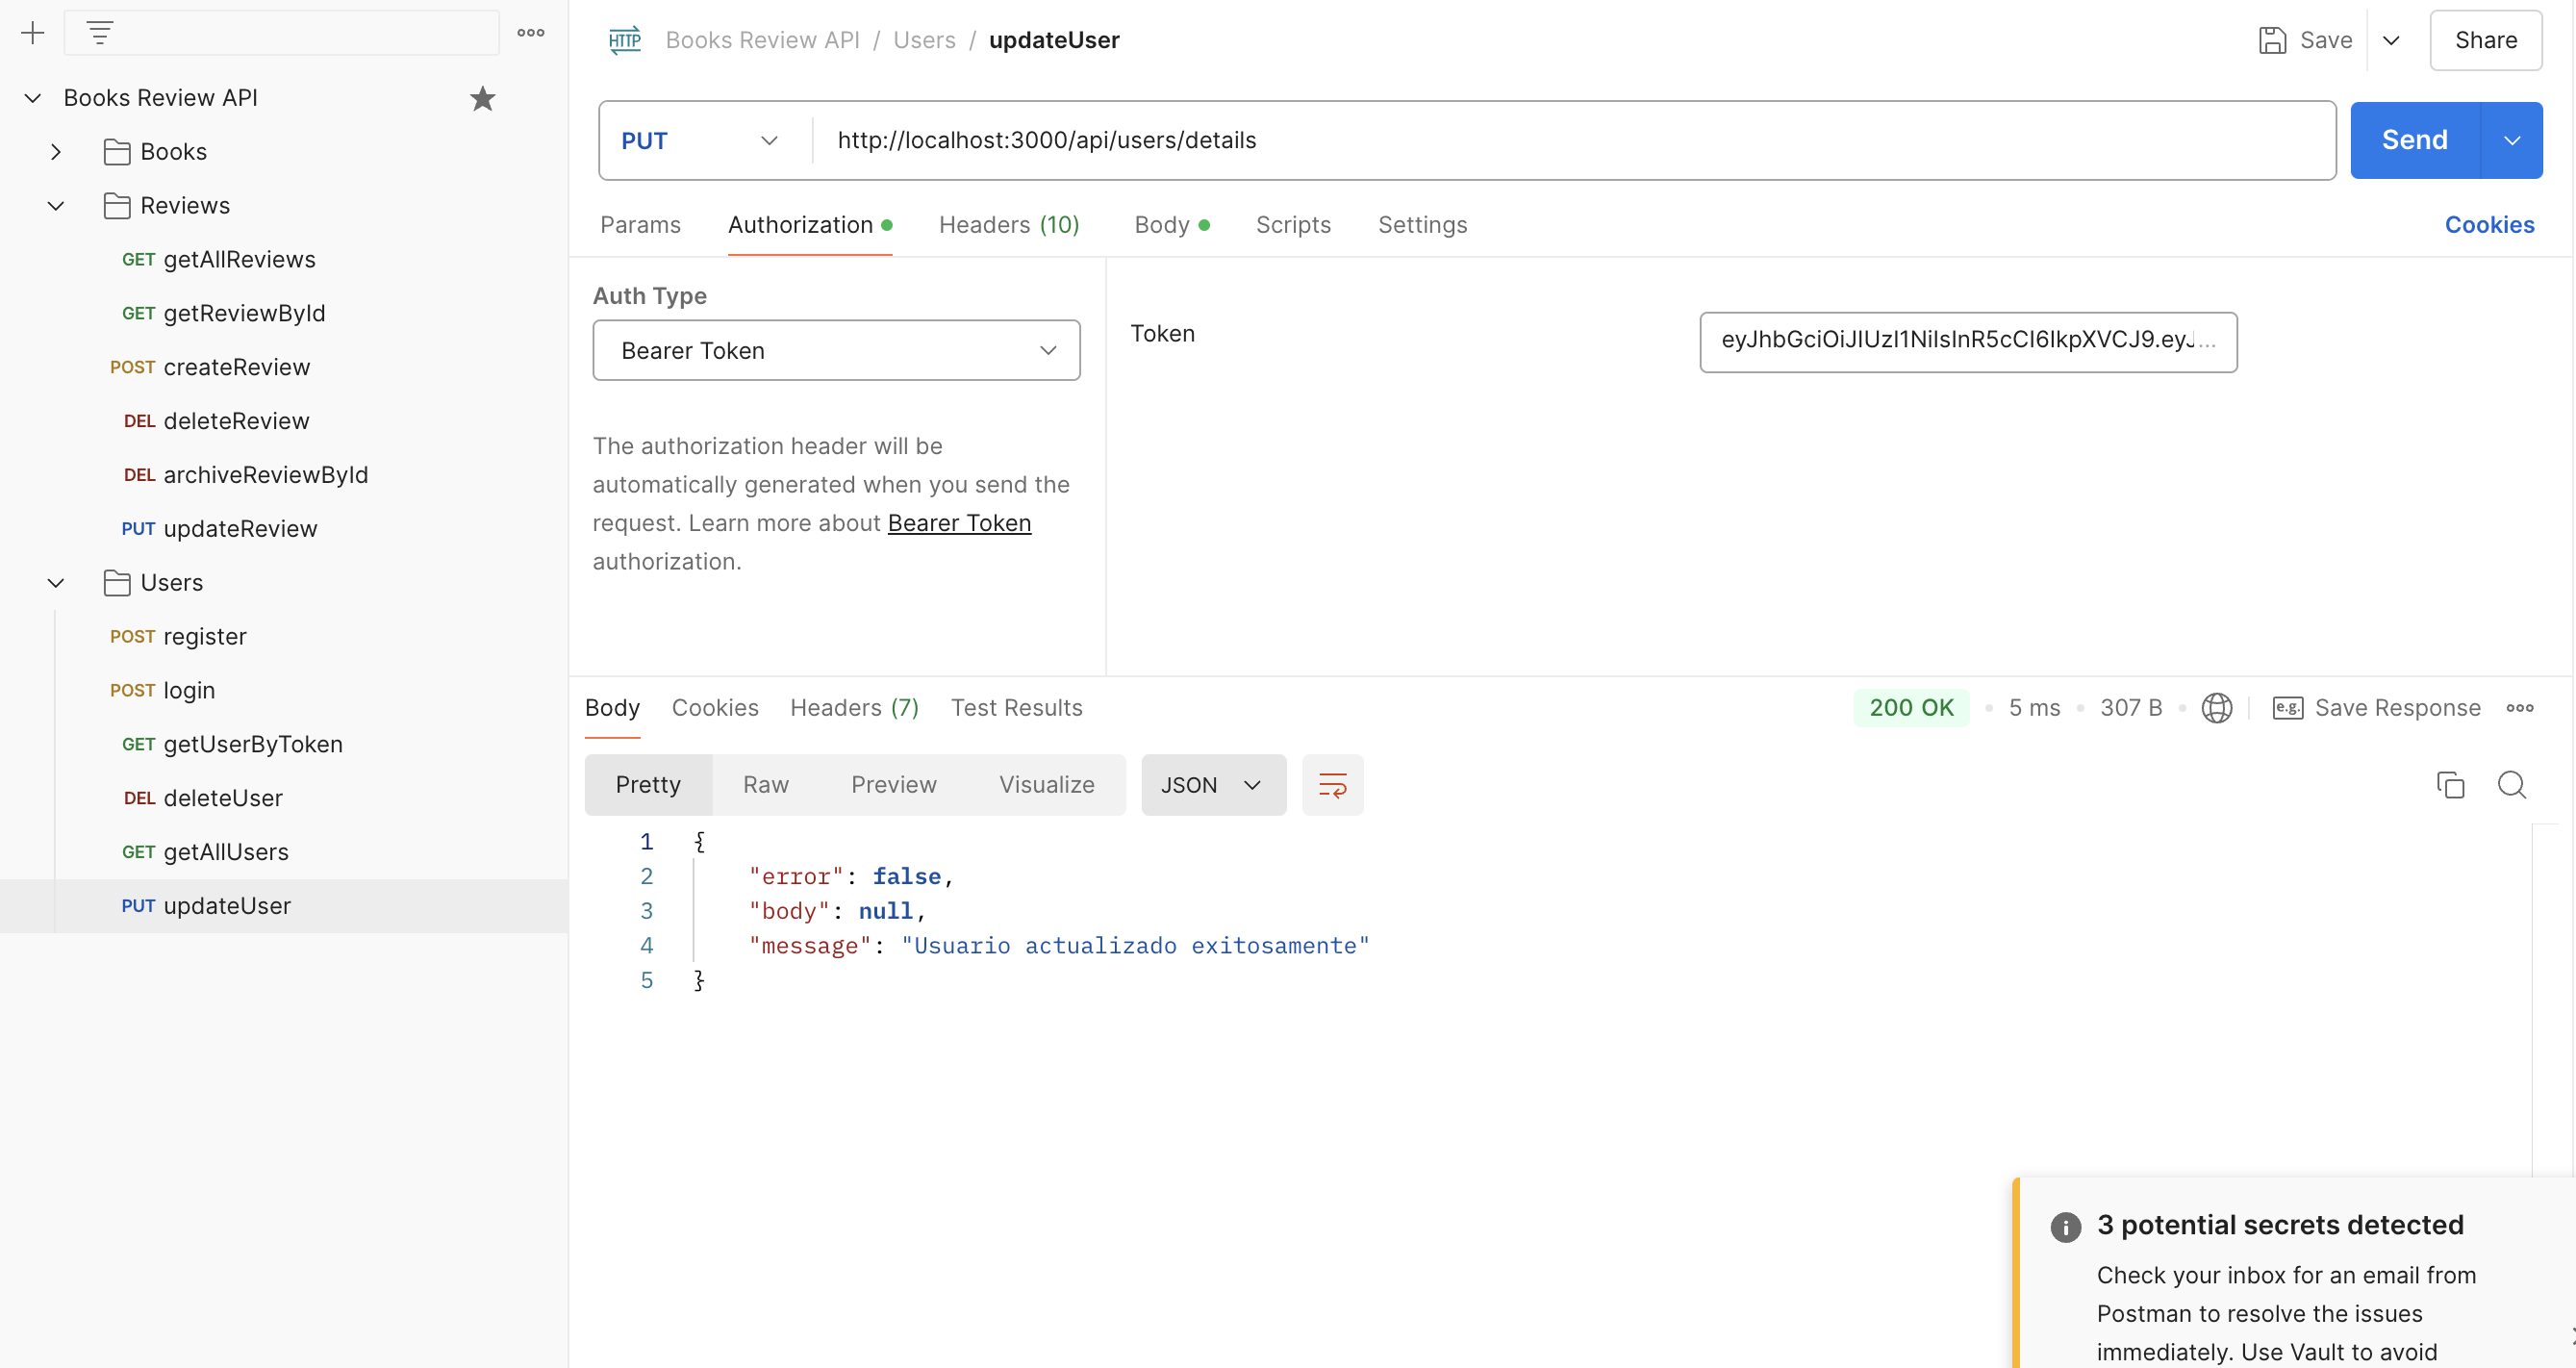 Books Review API
Books
Reviews
GET getAllReviews
GET getReviewById
POST createReview
DEL deleteReview
DEL archiveReviewById
PUT updateReview
Users
POST register
POST login
GET getUserByToken
DEL deleteUser
GET getAllUsers
PUT updateUser
HTTP Books Review API / Users / updateUser
Save
Share
PUT http://localhost:3000/api/users/details
Send
Params Authorization Headers (10) Body Scripts Settings
Cookies
Auth Type
Bearer Token
The authorization header will be
automatically generated when you send the
request. Learn more about Bearer Token
authorization.
Token
eyJhbGciOiJIUzI1NiIsInR5cCI6IkpXVCJ9.eyJ...
Body Cookies Headers (7) Test Results
200 OK • 5 ms • 307 B
e.g. Save Response
Pretty Raw Preview Visualize JSON
1 {
2 "error": false,
3 "body": null,
4 "message": "Usuario actualizado exitosamente"
5 }
3 potential secrets detected
Check your inbox for an email from
Postman to resolve the issues
immediately. Use Vault to avoid